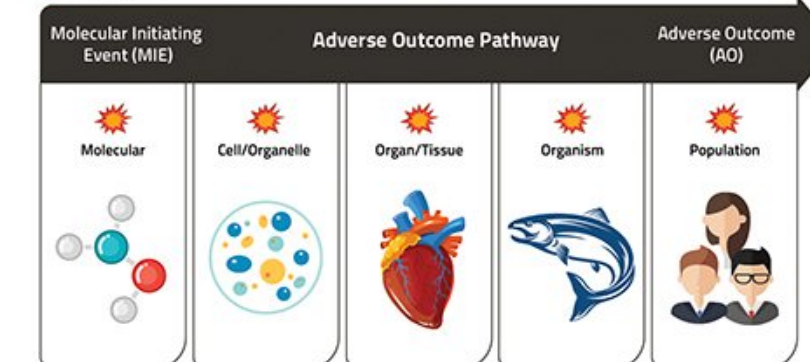 Molecular Initiating
Event (MIE)
Adverse Outcome Pathway
Adverse Outcome
(AO)
Molecular
Cell/Organelle
Organ/Tissue
Organism
Population